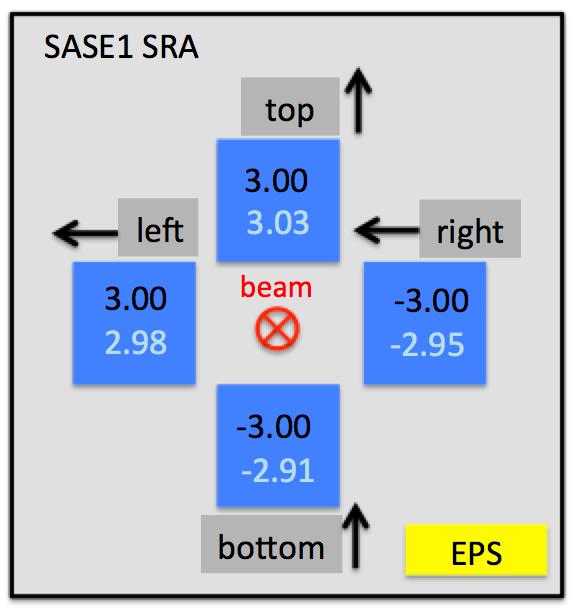 SASE1 SRA
top
3.00
3.03
left
right
3.00
2.98
beam
-3.00
-2.95
-3.00
-2.91
bottom
EPS